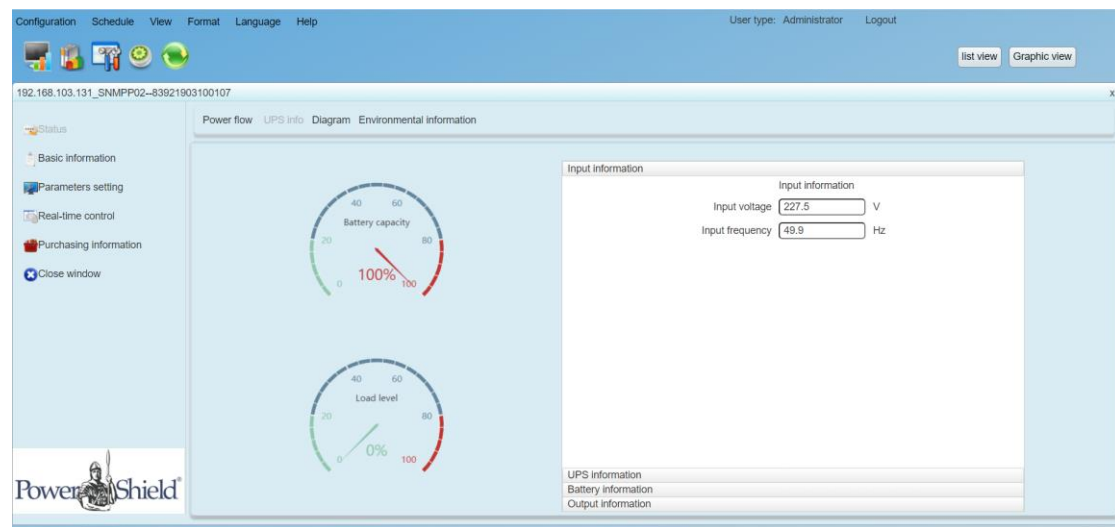 Configuration Schedule View Format Language Help User type: Administrator Logout
list view Graphic view
192.168.103.131_SNMPP02--83921903100107 x
Status
Basic information
Parameters setting
Real-time control
Purchasing information
Close window
Power flow UPS info Diagram Environmental information
40 60
Battery capacity
20 80
100%
0 100
40 60
Load level
20 80
0%
0 100
Input information
Input information
Input voltage 227.5 V
Input frequency 49.9 Hz
UPS information
Battery information
Output information
PowerShield®